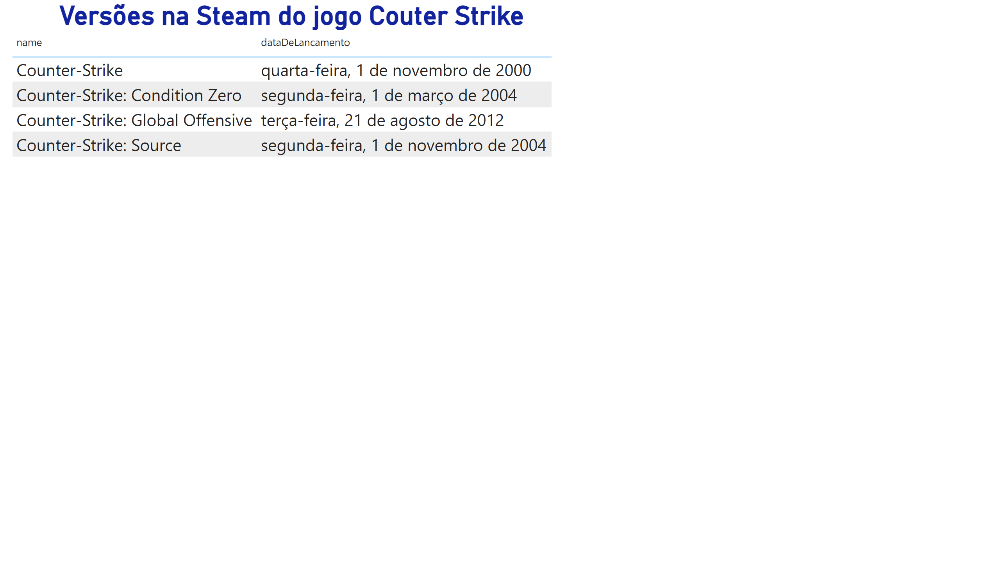 Versões na Steam do jogo Couter Strike
name dataDeLancamento
Counter-Strike quarta-feira, 1 de novembro de 2000
Counter-Strike: Condition Zero segunda-feira, 1 de março de 2004
Counter-Strike: Global Offensive terça-feira, 21 de agosto de 2012
Counter-Strike: Source segunda-feira, 1 de novembro de 2004